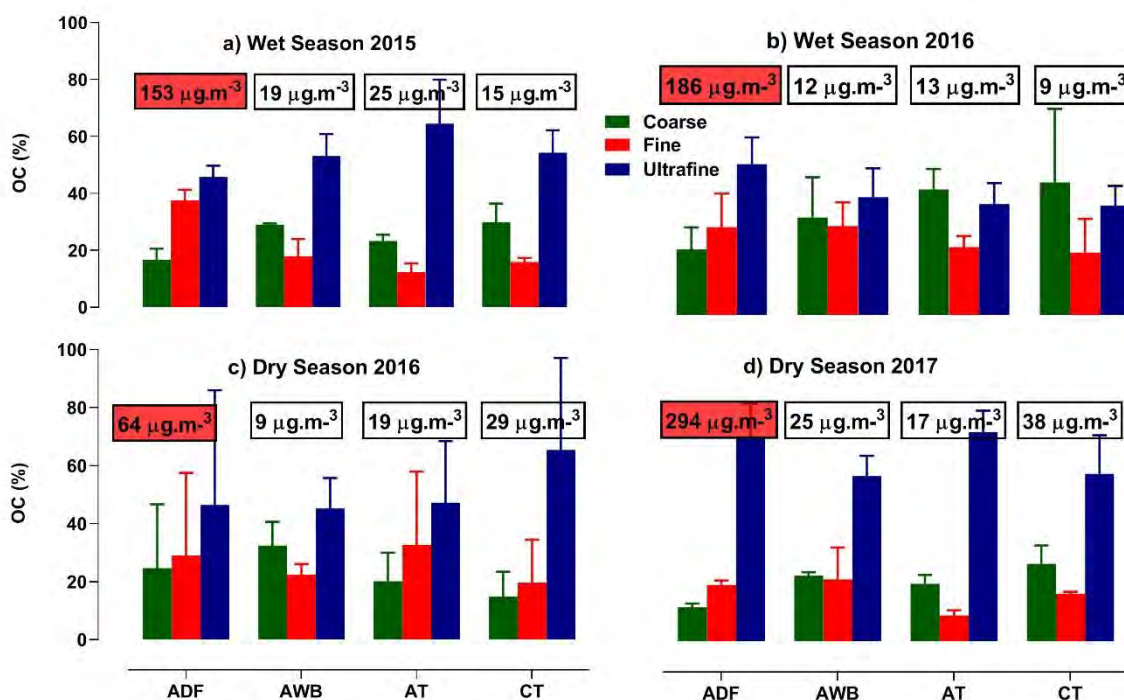 100
80
60
40
20
0
OC (%)
a) Wet Season 2015
153 µg.m-3
19 µg.m-3
25 µg.m-3
15 µg.m-3
b) Wet Season 2016
186 µg.m-3
12 µg.m-3
13 µg.m-3
9 µg.m-3
Coarse
Fine
Ultrafine
100
80
60
40
20
0
OC (%)
c) Dry Season 2016
64 µg.m-3
9 µg.m-3
19 µg.m-3
29 µg.m-3
d) Dry Season 2017
294 µg.m-3
25 µg.m-3
17 µg.m-3
38 µg.m-3
ADF
AWB
AT
CT
ADF
AWB
AT
CT